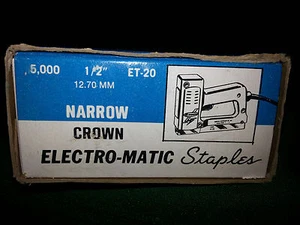 5,000 1/2" ET-20
12.70 MM
NARROW
CROWN
ELECTRO-MATIC Staples